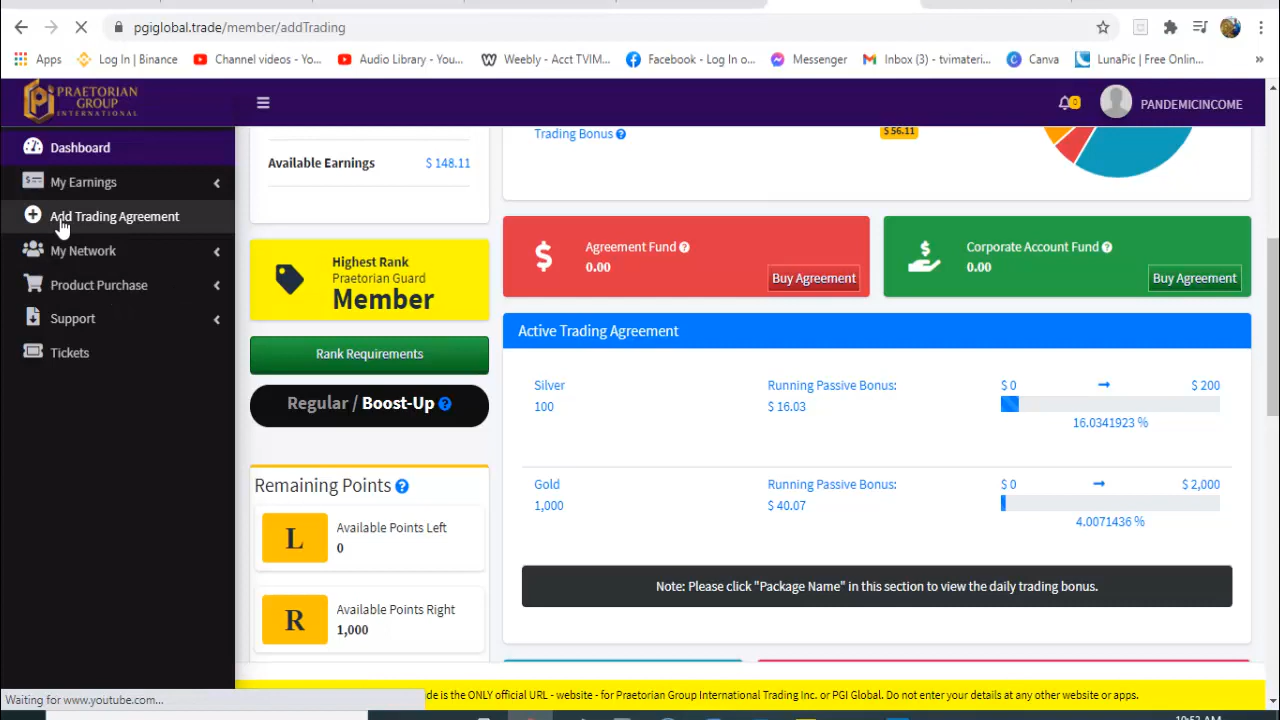 pgiglobal.trade/member/addTrading
Apps
Log In | Binance
Channel videos - Yo...
Audio Library - You...
Weebly - Acct TVIM...
Facebook - Log In o...
Messenger
Inbox (3) - tvimateri...
Canva
LunaPic | Free Onlin...
»
PRAETORIAN
GROUP
INTERNATIONAL
0
PANDEMICINCOME
Dashboard
My Earnings
Add Trading Agreement
My Network
Product Purchase
Support
Tickets
Available Earnings
$ 148.11
Trading Bonus
$ 56.11
Highest Rank
Praetorian Guard
Member
Agreement Fund
0.00
Buy Agreement
Corporate Account Fund
0.00
Buy Agreement
Rank Requirements
Regular / Boost-Up
Active Trading Agreement
Silver
100
Running Passive Bonus:
$ 16.03
$ 0
$ 200
16.0341923 %
Gold
1,000
Running Passive Bonus:
$ 40.07
$ 0
$ 2,000
4.0071436 %
Note: Please click "Package Name" in this section to view the daily trading bonus.
Remaining Points
L
Available Points Left
0
R
Available Points Right
1,000
Waiting for www.youtube.com...
de is the ONLY official URL - website - for Praetorian Group International Trading Inc. or PGI Global. Do not enter your details at any other website or apps.
10:52 AM